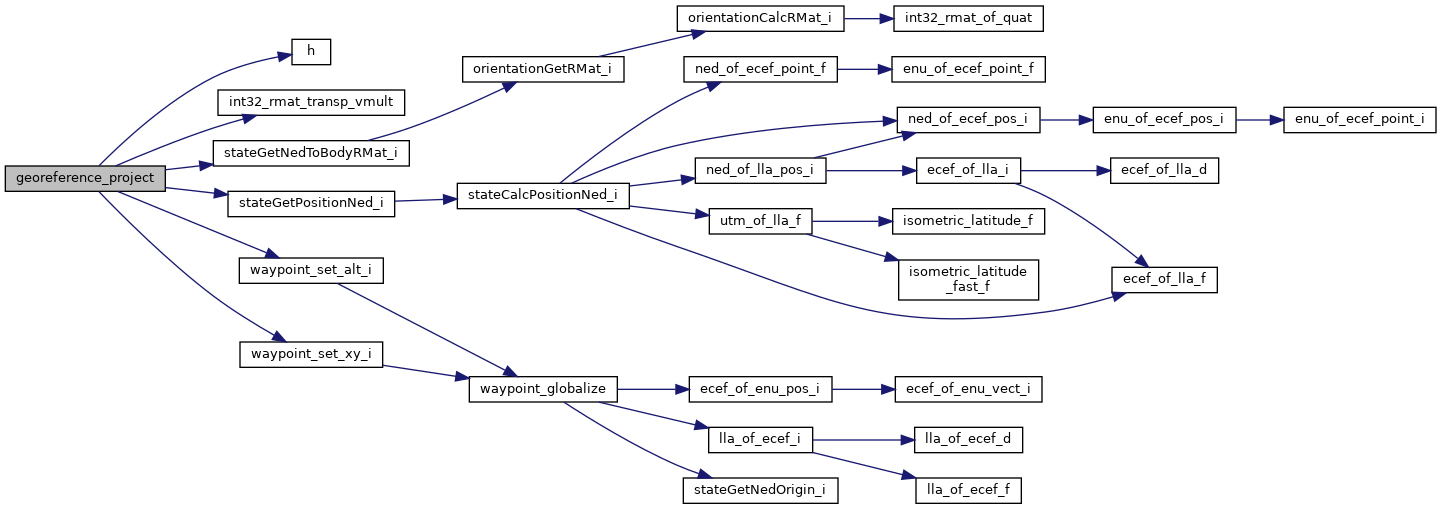 georeference_project
h
int32_rmat_transp_vmult
stateGetNedToBodyRMat_i
stateGetPositionNed_i
waypoint_set_alt_i
waypoint_set_xy_i
orientationGetRMat_i
stateCalcPositionNed_i
waypoint_globalize
orientationCalcRMat_i
ned_of_ecef_point_f
ned_of_lla_pos_i
utm_of_lla_f
ecef_of_enu_pos_i
lla_of_ecef_i
stateGetNedOrigin_i
int32_rmat_of_quat
enu_of_ecef_point_f
ned_of_ecef_pos_i
ecef_of_lla_i
isometric_latitude_f
isometric_latitude
_fast_f
ecef_of_enu_vect_i
lla_of_ecef_d
lla_of_ecef_f
enu_of_ecef_pos_i
ecef_of_lla_d
ecef_of_lla_f
enu_of_ecef_point_i